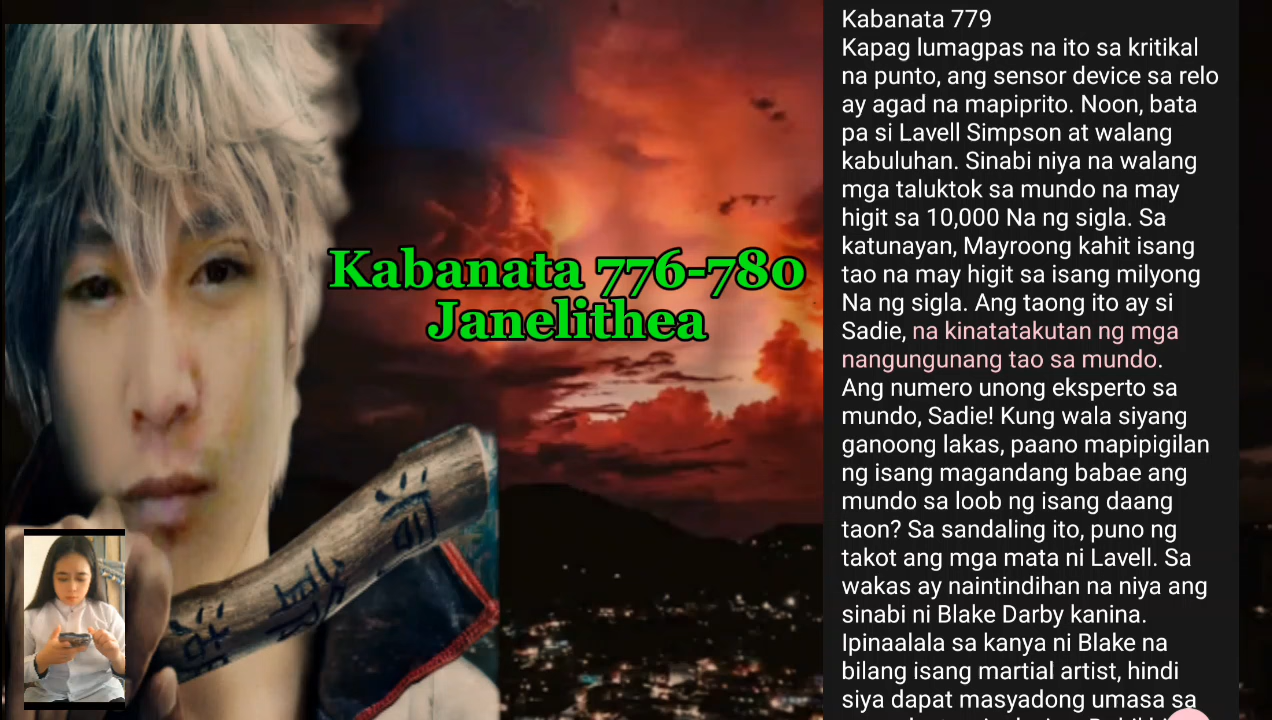 Kabanata 776-780
Janelithea
Kabanata 779
Kapag lumagpas na ito sa kritikal
na punto, ang sensor device sa relo
ay agad na mapiprito. Noon, bata
pa si Lavell Simpson at walang
kabuluhan. Sinabi niya na walang
mga taluktok sa mundo na may
higit sa 10,000 Na ng sigla. Sa
katunayan, Mayroong kahit isang
tao na may higit sa isang milyong
Na ng sigla. Ang taong ito ay si
Sadie, na kinatatakutan ng mga
nangungunang tao sa mundo.
Ang numero unong eksperto sa
mundo, Sadie! Kung wala siyang
ganoong lakas, paano mapipigilan
ng isang magandang babae ang
mundo sa loob ng isang daang
taon? Sa sandaling ito, puno ng
takot ang mga mata ni Lavell. Sa
wakas ay naintindihan na niya ang
sinabi ni Blake Darby kanina.
Ipinaalala sa kanya ni Blake na
bilang isang martial artist, hindi
siya dapat masyadong umasa sa